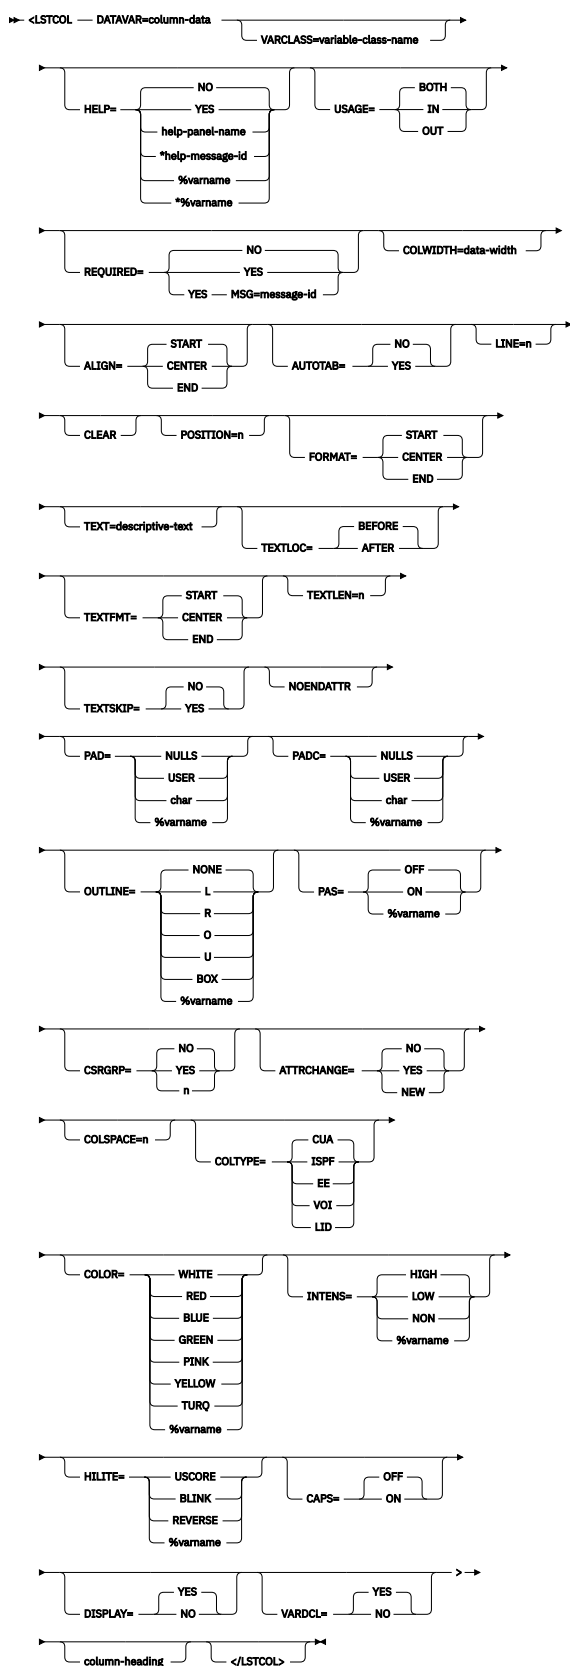 <LSTCOL DATAVAR=column-data
VARCLASS=variable-class-name
HELP=
NO
YES
help-panel-name
*help-message-id
%varname
*%varname
USAGE=
BOTH
IN
OUT
REQUIRED=
NO
YES
YES MSG=message-id
COLWIDTH=data-width
ALIGN=
START
CENTER
END
AUTOTAB=
NO
YES
LINE=n
CLEAR
POSITION=n
FORMAT=
START
CENTER
END
TEXT=descriptive-text
TEXTLOC=
BEFORE
AFTER
TEXTFMT=
START
CENTER
END
TEXTLEN=n
TEXTSKIP=
NO
YES
NOENDATTR
PAD=
NULLS
USER
char
%varname
PADC=
NULLS
USER
char
%varname
OUTLINE=
NONE
L
R
O
U
BOX
%varname
PAS=
OFF
ON
%varname
CSRGRP=
NO
YES
n
ATTRCHANGE=
NO
YES
NEW
COLSPACE=n
COLTYPE=
CUA
ISPF
EE
VOI
LID
COLOR=
WHITE
RED
BLUE
GREEN
PINK
YELLOW
TURQ
%varname
INTENS=
HIGH
LOW
NON
%varname
HILITE=
USCORE
BLINK
REVERSE
%varname
CAPS=
OFF
ON
DISPLAY=
YES
NO
VARDCL=
YES
NO
>
column-heading
</LSTCOL>